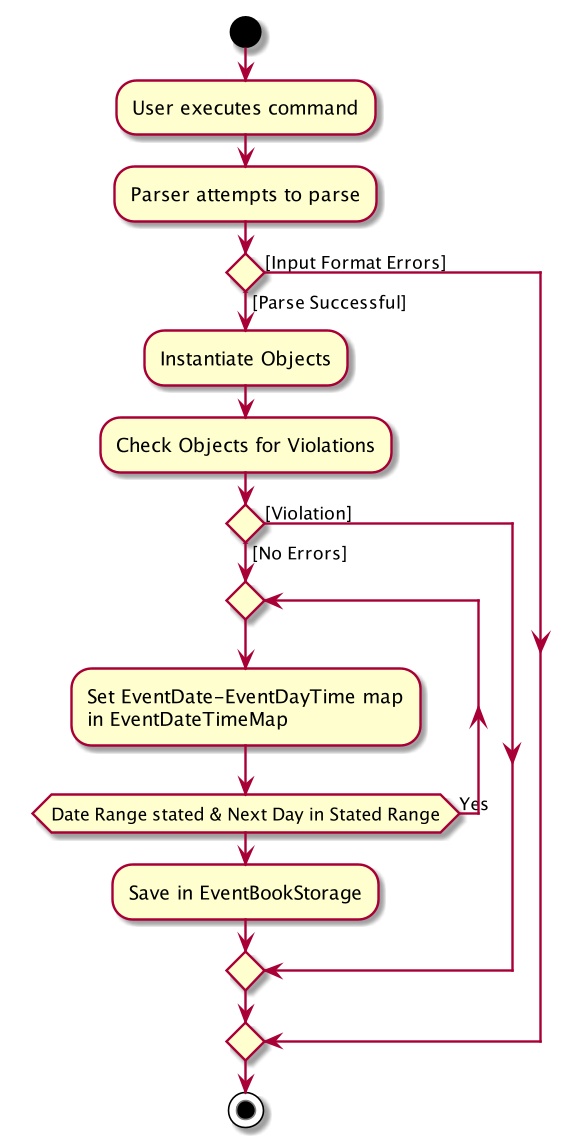 User executes command
Parser attempts to parse
[Input Format Errors]
[Parse Successful]
Instantiate Objects
Check Objects for Violations
[Violation]
[No Errors]
Set EventDate-EventDayTime map
in EventDateTimeMap
Yes
Date Range stated & Next Day in Stated Range
Save in EventBookStorage